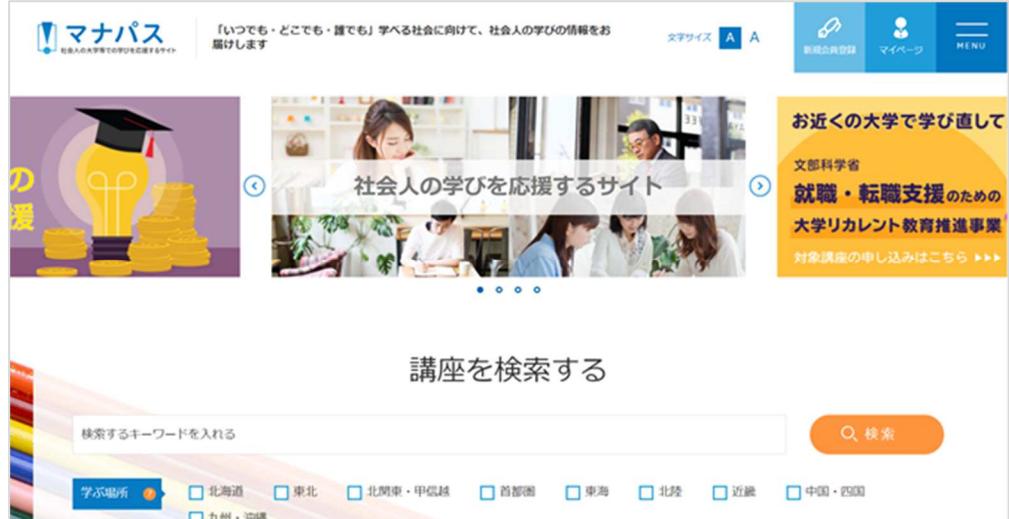 マナパス
社会人の大学等での学びを応援するサイト
「いつでも・どこでも・誰でも」学べる社会に向けて、社会人の学びの情報をお
届けします
文字サイズ A A
新規会員登録
マイページ
MENU
の
援
社会人の学びを応援するサイト
お近くの大学で学び直して
文部科学省
就職・転職支援のための
大学リカレント教育推進事業
対象講座の申し込みはこちら ▶▶▶
講座を検索する
検索するキーワードを入れる
検索
学ぶ場所 ?
北海道 東北 北関東・甲信越 首都圏 東海 北陸 近畿 中国・四国
九州・沖縄